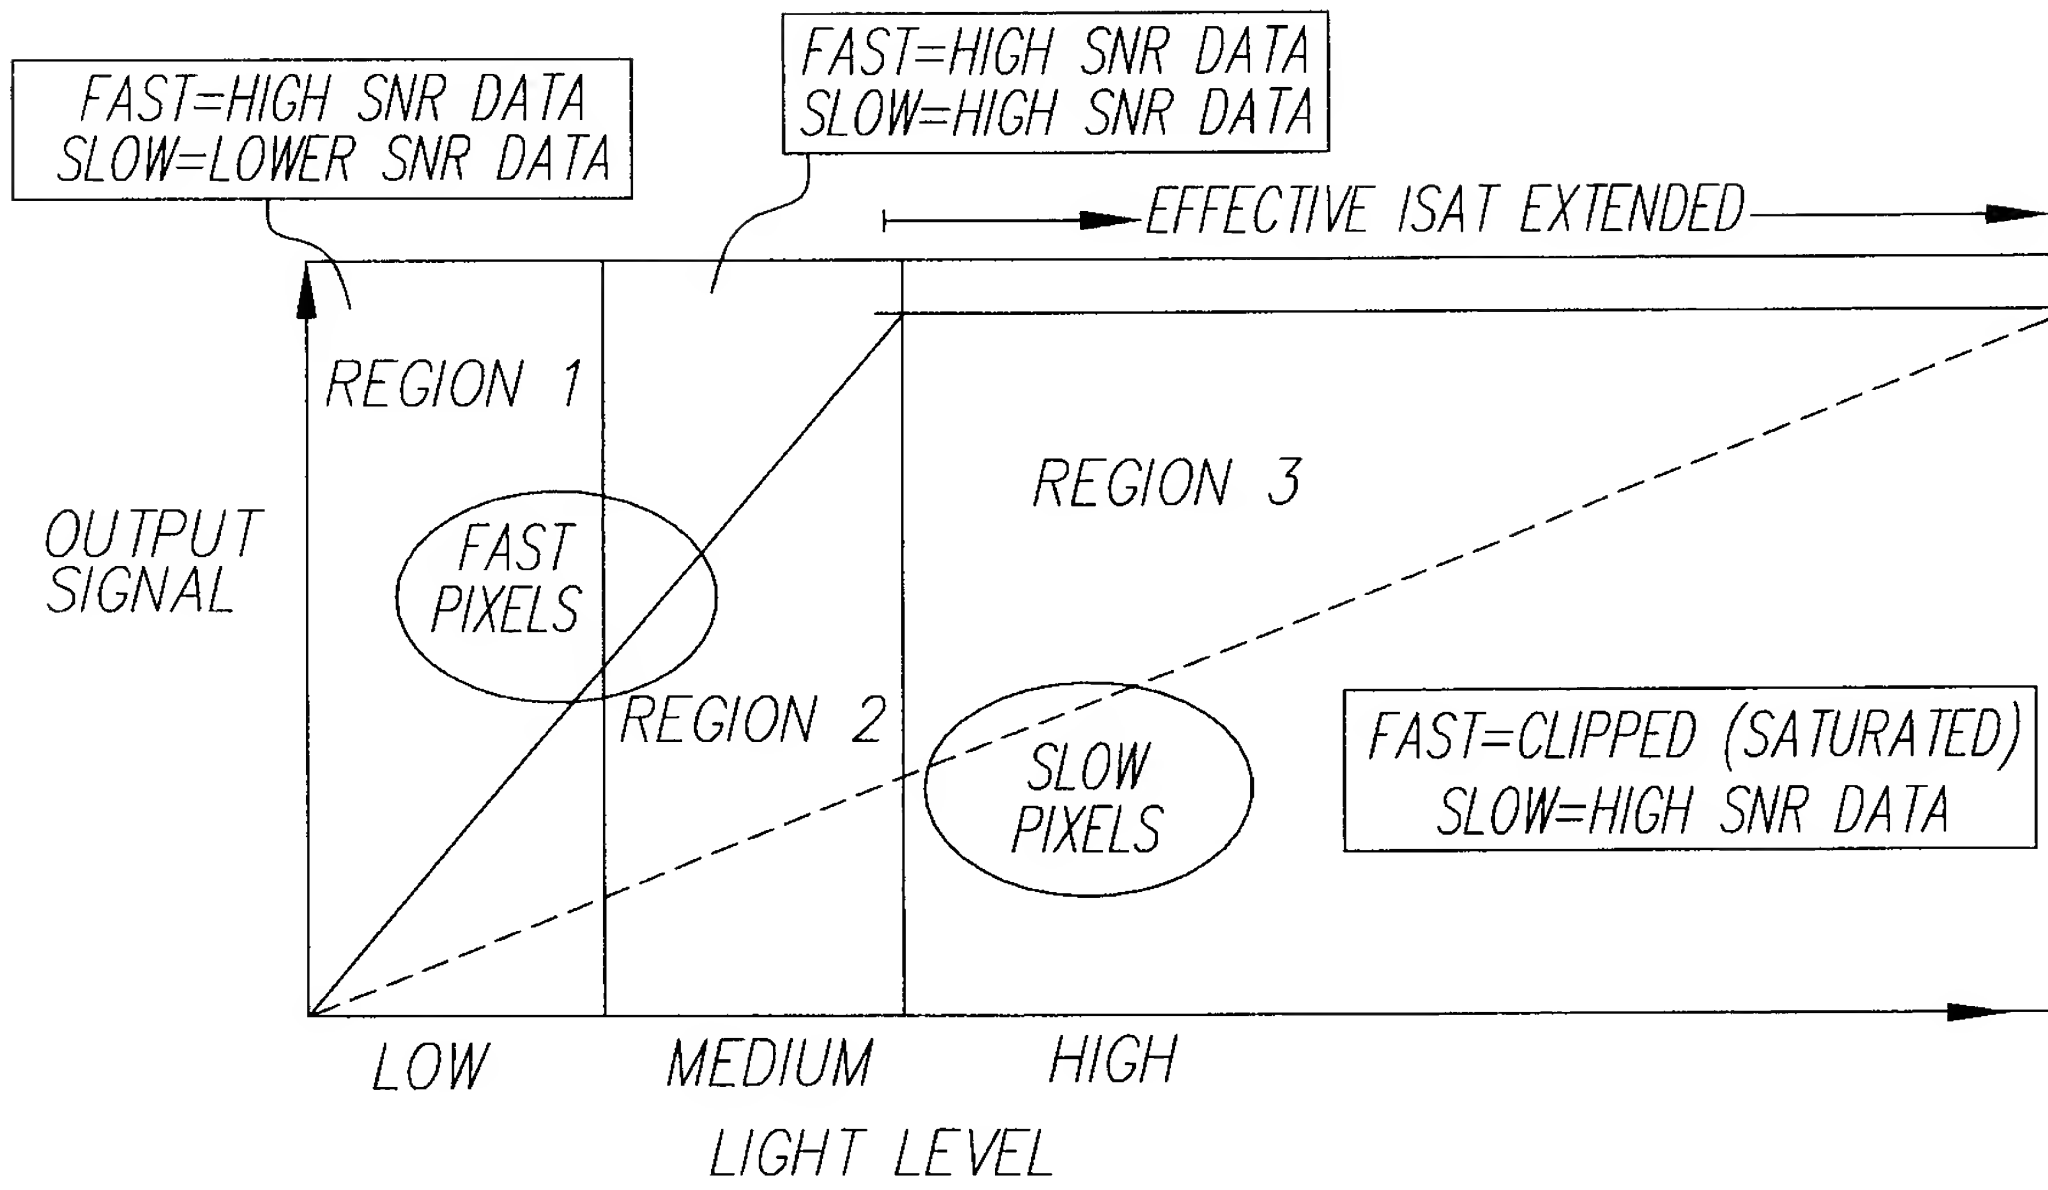 FAST=HIGH SNR DATA
SLOW=HIGH SNR DATA
FAST=HIGH SNR DATA
SLOW=LOWER SNR DATA
EFFECTIVE ISAT EXTENDED
REGION 1
REGION 3
OUTPUT
SIGNAL
FAST
PIXELS
REGION 2
SLOW
PIXELS
FAST=CLIPPED (SATURATED)
SLOW=HIGH SNR DATA
LOW
MEDIUM
HIGH
LIGHT LEVEL